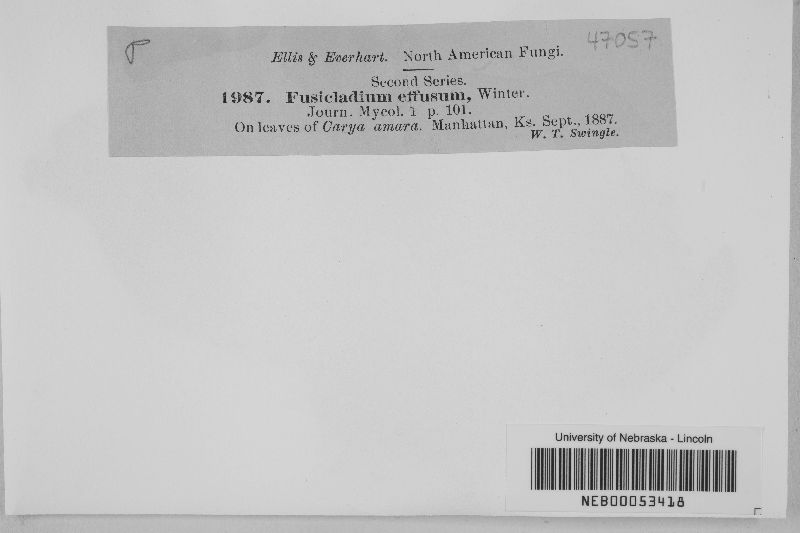 47057
Ellis & Everhart. North American Fungi.
Second Series.
1987. Fusicladium effusum, Winter.
Journ. Mycol. 1 p. 101.
On leaves of Carya amara. Manhattan, Ks. Sept., 1887.
W. T. Swingle.
University of Nebraska - Lincoln
NEB00053418